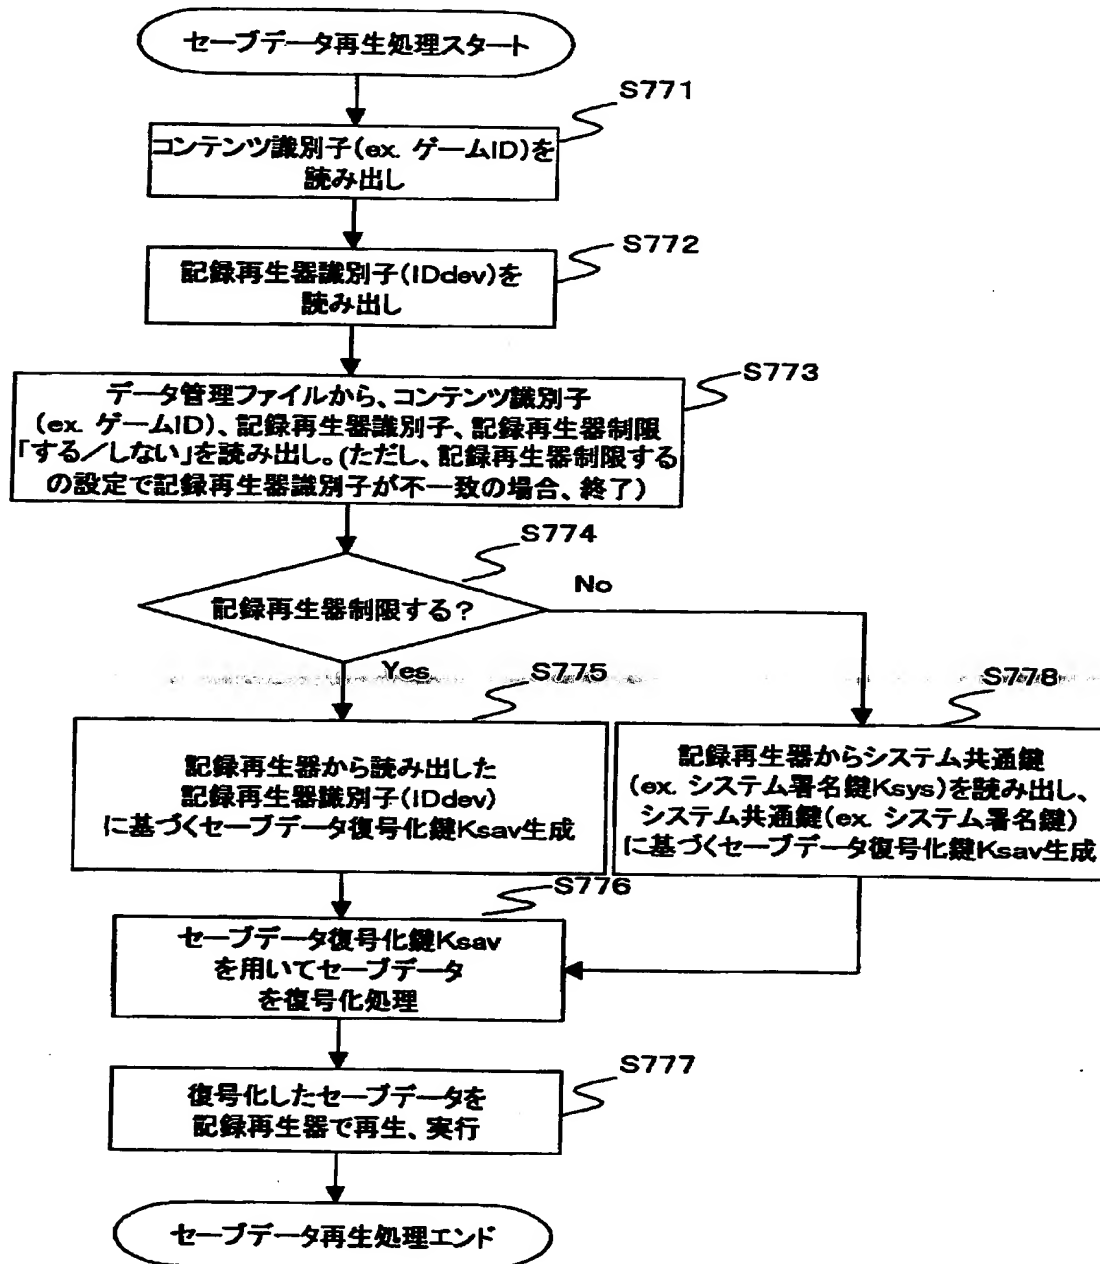 セーブデータ再生処理スタート
S771
コンテンツ識別子(ex. ゲームID)を
読み出し
S772
記録再生器識別子(IDdev)を
読み出し
S773
データ管理ファイルから、コンテンツ識別子
(ex. ゲームID)、記録再生器識別子、記録再生器制限
「する／しない」を読み出し。(ただし、記録再生器制限する
の設定で記録再生器識別子が不一致の場合、終了)
S774
記録再生器制限する？
No
Yes
S775
記録再生器から読み出した
記録再生器識別子(IDdev)
に基づくセーブデータ復号化鍵Ksav生成
S778
記録再生器からシステム共通鍵
(ex. システム署名鍵Ksys)を読み出し、
システム共通鍵(ex. システム署名鍵)
に基づくセーブデータ復号化鍵Ksav生成
S776
セーブデータ復号化鍵Ksav
を用いてセーブデータ
を復号化処理
S777
復号化したセーブデータを
記録再生器で再生、実行
セーブデータ再生処理エンド